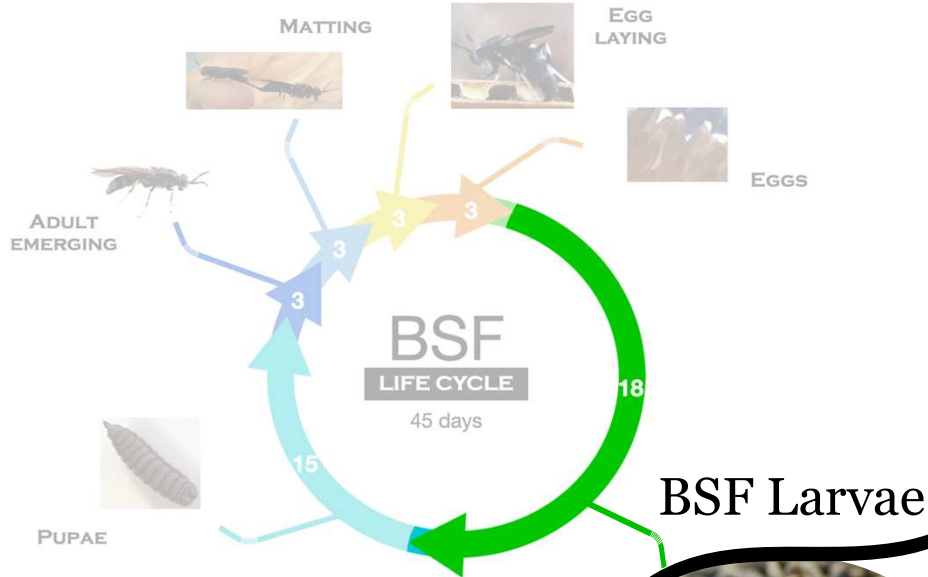 MATTING
EGG
LAYING
EGGS
ADULT
EMERGING
3
3
3
3
BSF
LIFE CYCLE
45 days
18
15
BSF Larvae
PUPAE